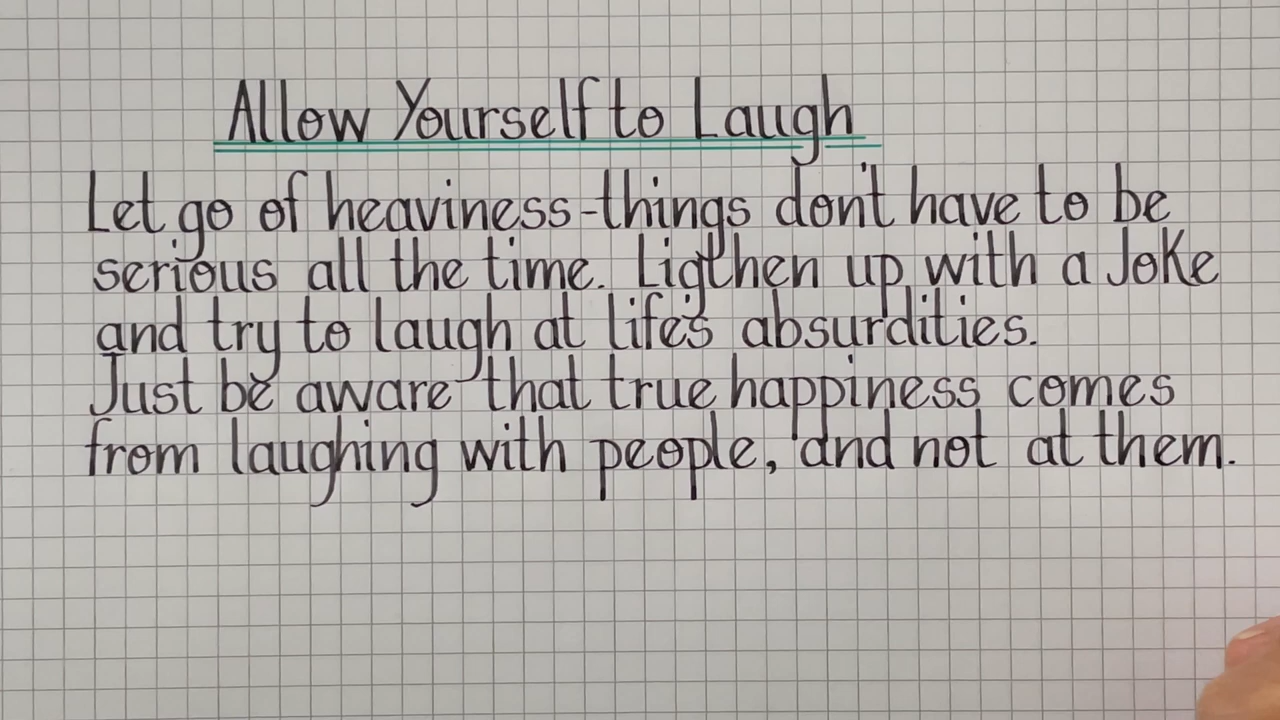 Allow Yourself to Laugh
Let go of heaviness-things don't have to be
serious all the time. Ligthen up with a Joke
and try to laugh at life's absurdities.
Just be aware that true happiness comes
from laughing with people, and not at them.